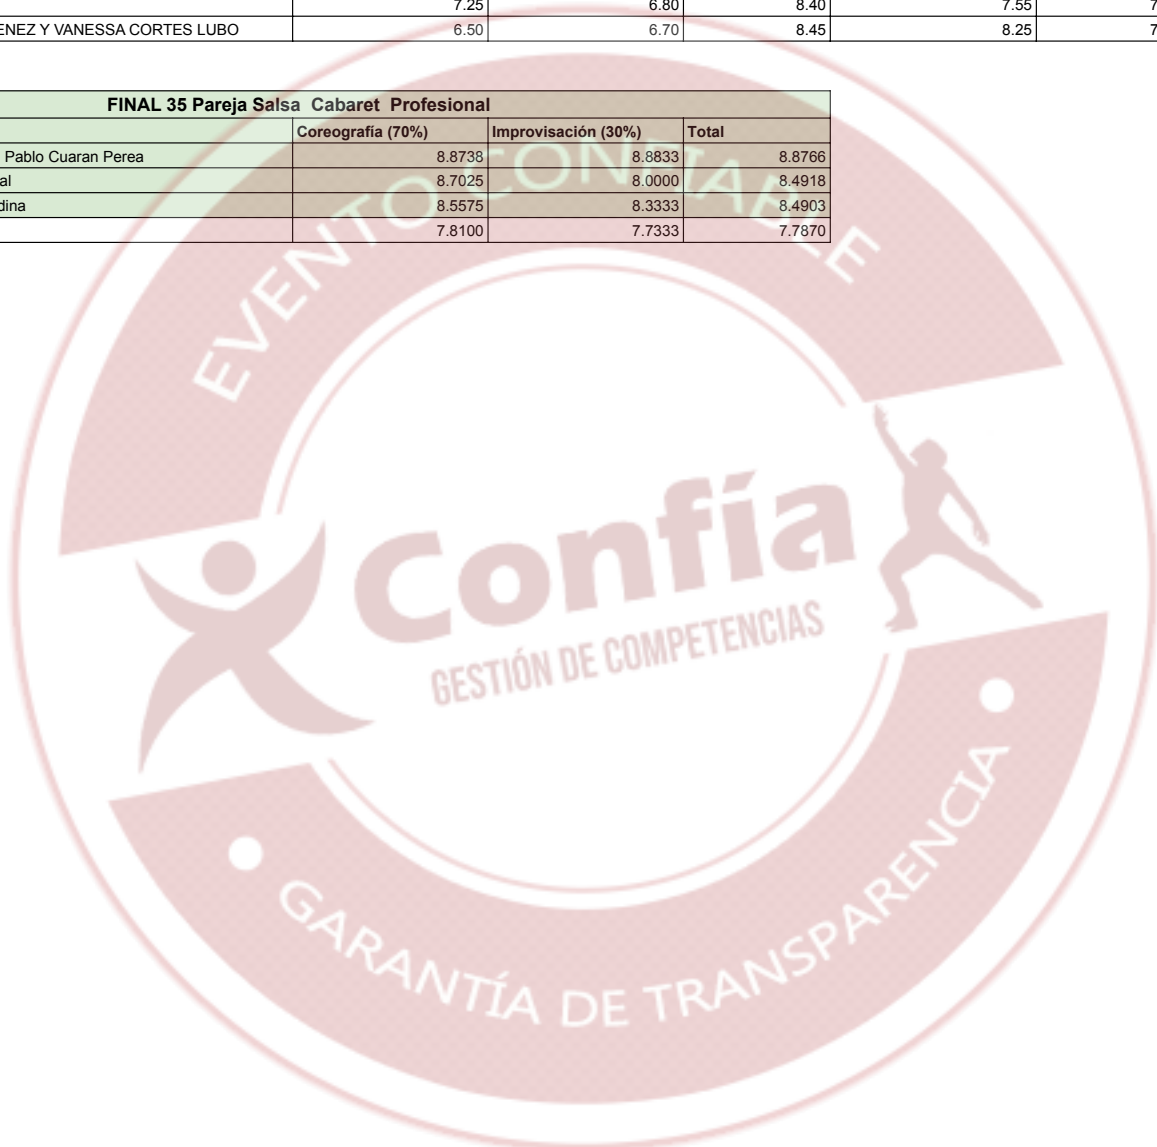 7.25 6.80 8.40 7.55 7
ENEZ Y VANESSA CORTES LUBO 6.50 6.70 8.45 8.25 7
FINAL 35 Pareja Salsa Cabaret Profesional
Coreografía (70%) Improvisación (30%) Total
Pablo Cuaran Perea 8.8738 8.8833 8.8766
al 8.7025 8.0000 8.4918
dina 8.5575 8.3333 8.4903
7.8100 7.7333 7.7870
EVENTO CONFIABLE
Confía
GESTIÓN DE COMPETENCIAS
GARANTÍA DE TRANSPARENCIA